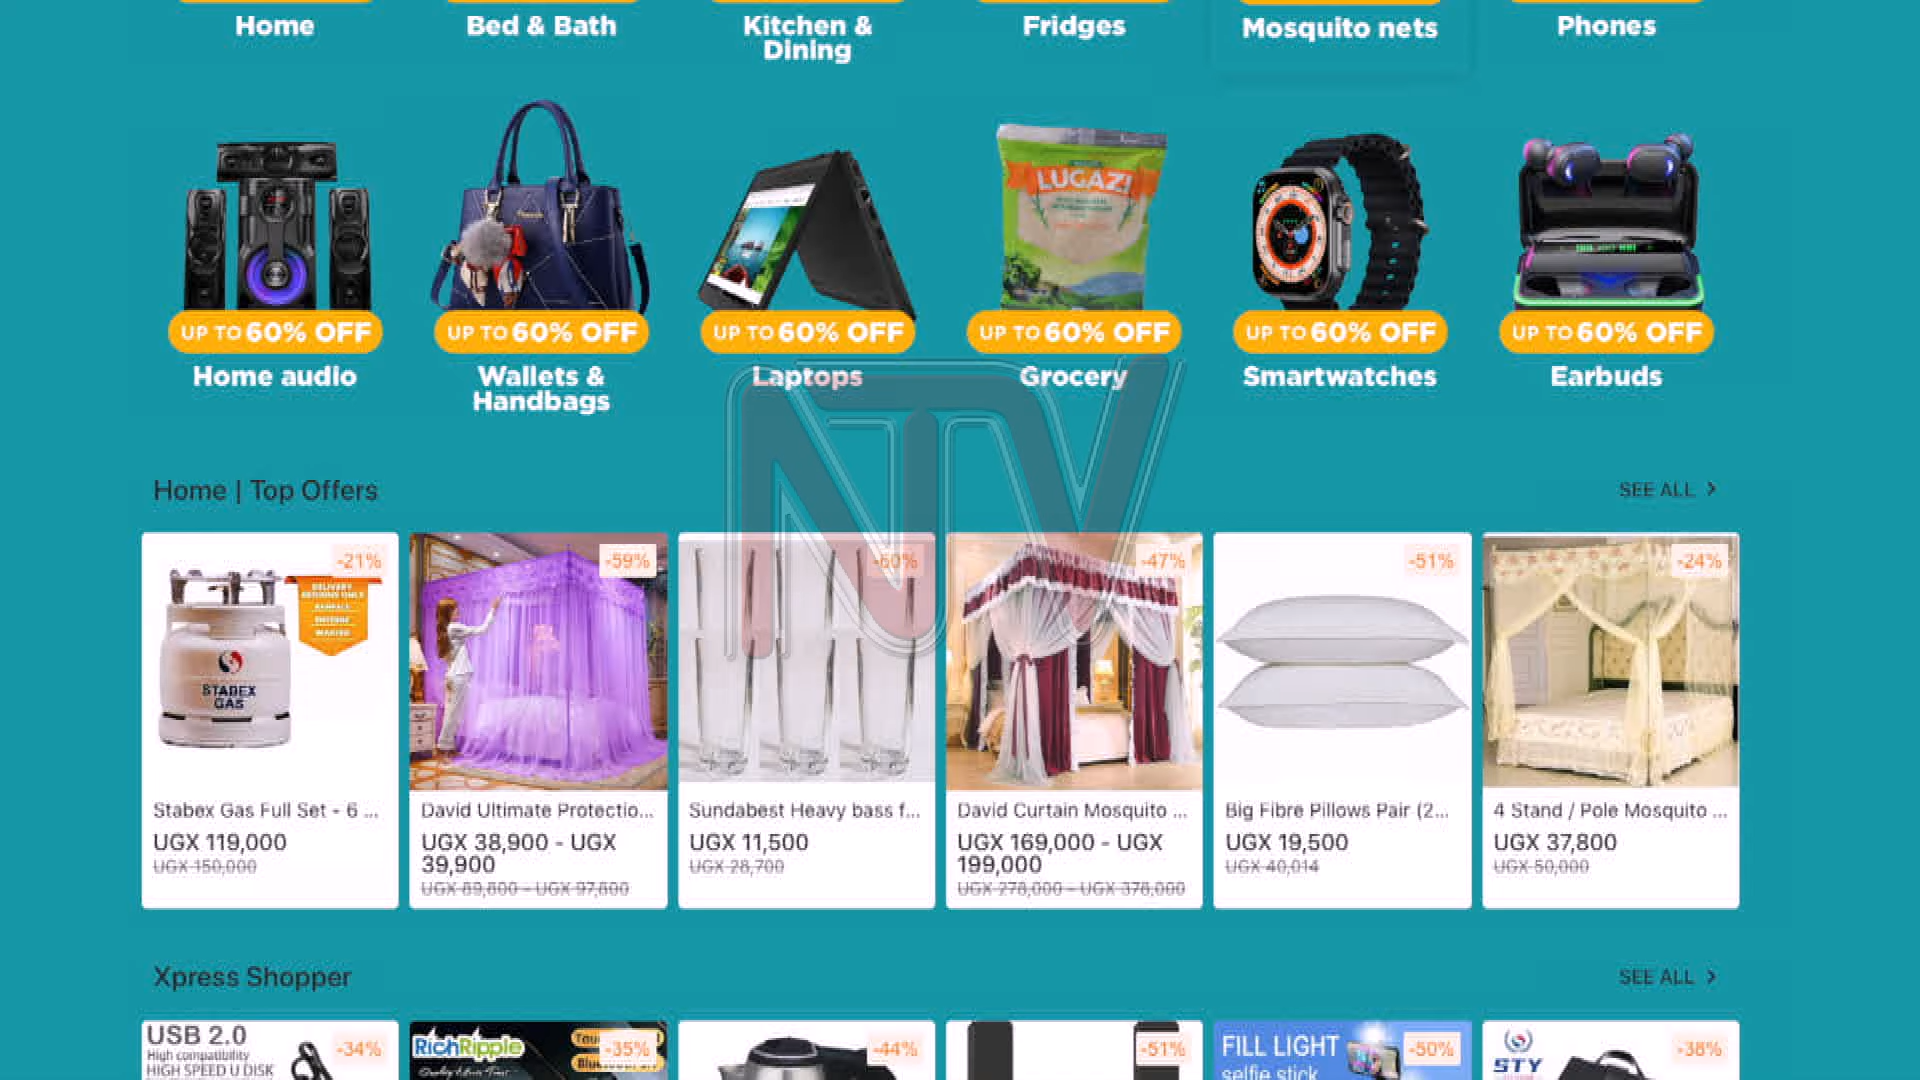 Home
Bed & Bath
Kitchen &
Dining
Fridges
Mosquito nets
Phones
LUGAZI
UP TO 60% OFF
UP TO 60% OFF
UP TO 60% OFF
UP TO 60% OFF
UP TO 60% OFF
UP TO 60% OFF
Home audio
Wallets &
Handbags
Laptops
Grocery
Smartwatches
Earbuds
NTV
Home | Top Offers
SEE ALL >
-21%
DELIVERY
STABEX
GAS
Stabex Gas Full Set - 6 ...
UGX 119,000
UGX 150,000
-59%
David Ultimate Protectio...
UGX 38,900 - UGX
39,900
UGX 89,800 - UGX 97,800
-60%
Sundabest Heavy bass f...
UGX 11,500
UGX 28,700
-47%
David Curtain Mosquito ...
UGX 169,000 - UGX
199,000
UGX 278,000 - UGX 378,000
-51%
Big Fibre Pillows Pair (2...
UGX 19,500
UGX 40,014
-24%
4 Stand / Pole Mosquito ...
UGX 37,800
UGX 50,000
Xpress Shopper
SEE ALL >
USB 2.0
High compatibility
HIGH SPEED U DISK
-34%
RichRipple
-35%
-44%
-51%
FILL LIGHT
selfie stick
-50%
STY
-38%